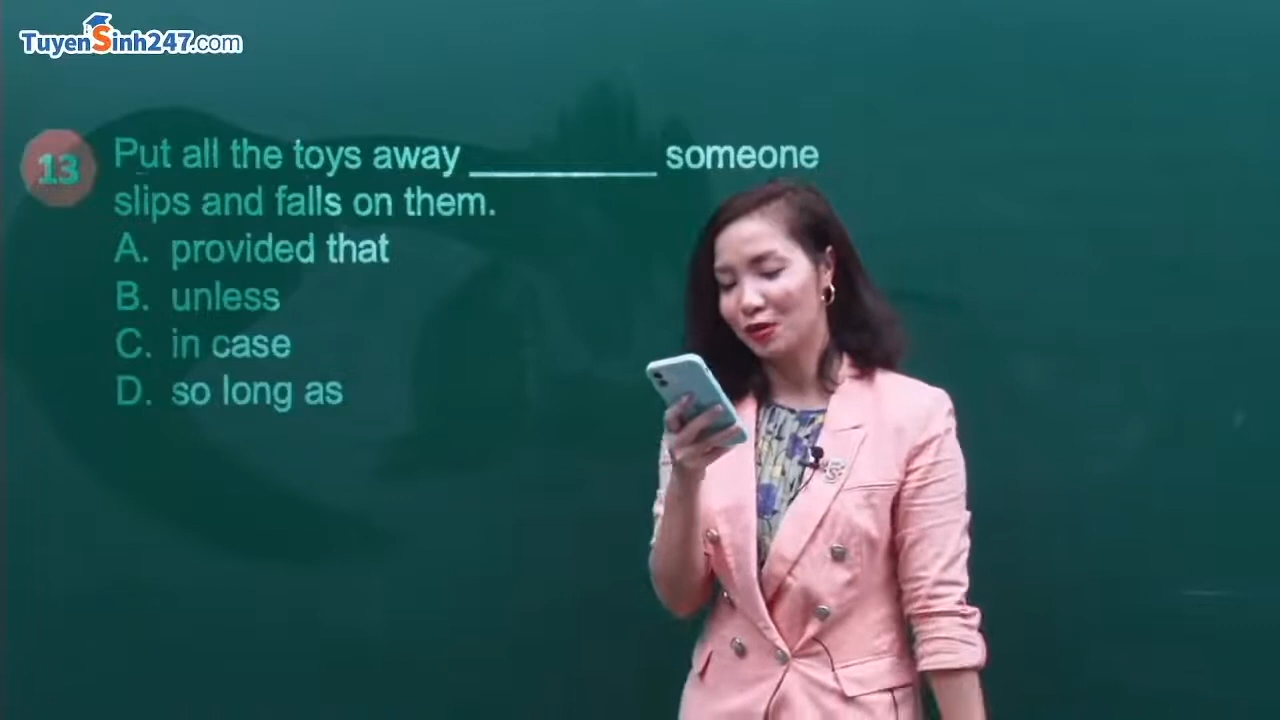 TuyenSinh247.com
13 Put all the toys away __________ someone
slips and falls on them.
A. provided that
B. unless
C. in case
D. so long as